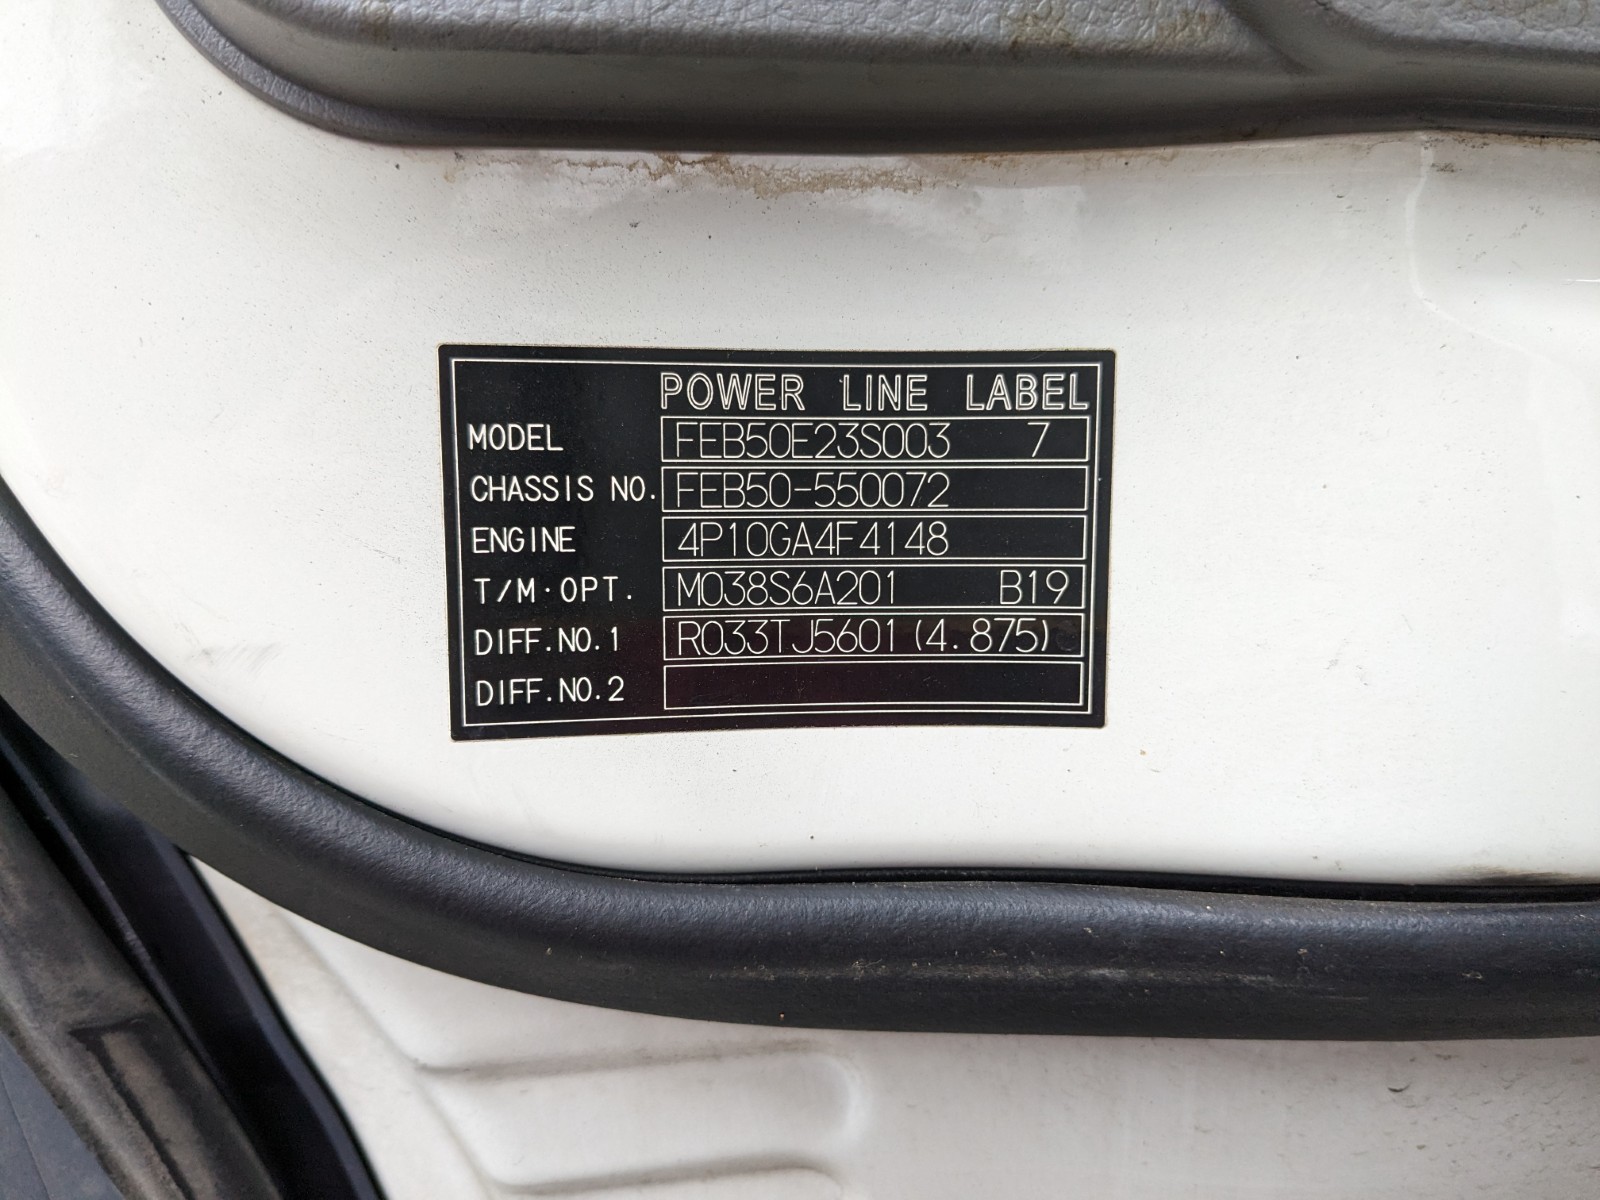 POWER LINE LABEL
MODEL FEB50E23S003 7
CHASSIS NO. FEB50-550072
ENGINE 4P10GA4F4148
T/M·OPT. M038S6A201 B19
DIFF.NO.1 R033TJ5601(4.875)
DIFF.NO.2